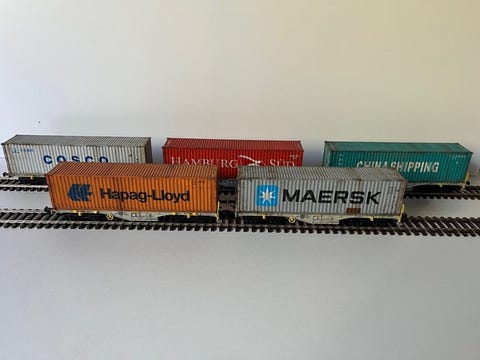 COSCO
HAMBURG SÜD
CHINA SHIPPING
Hapag-Lloyd
MAERSK